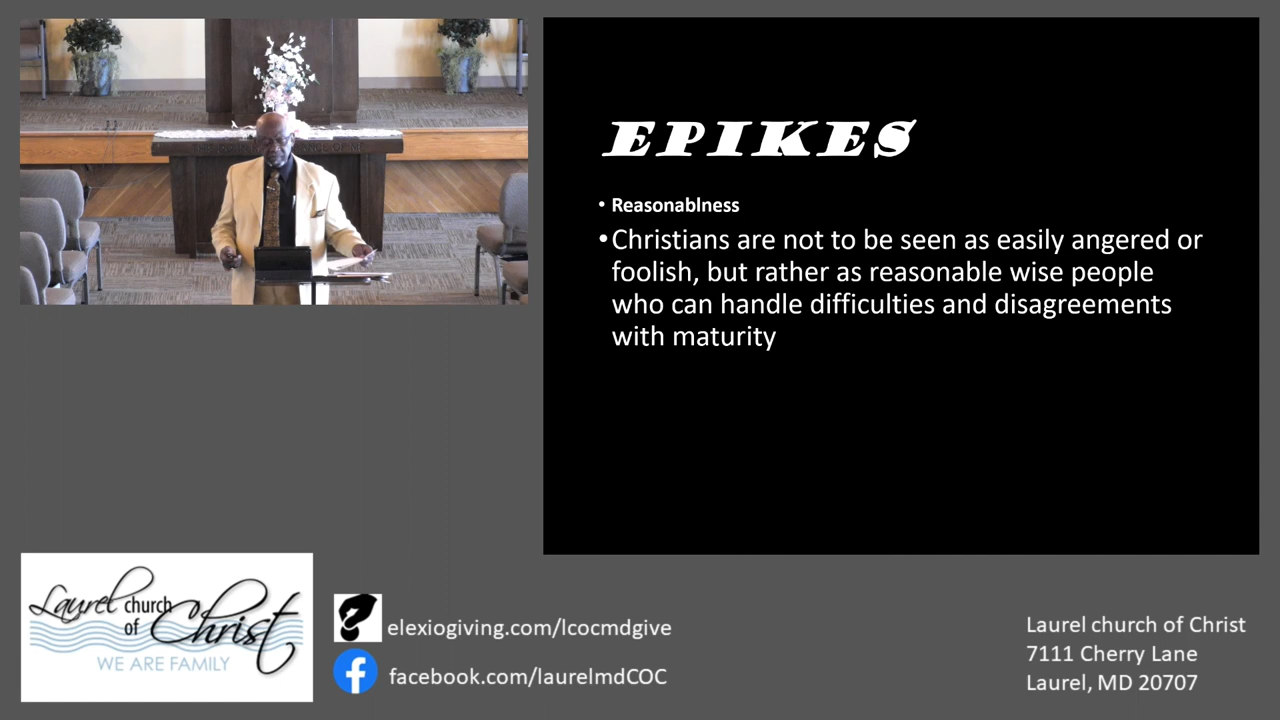 EPIKES
• Reasonablness
• Christians are not to be seen as easily angered or
foolish, but rather as reasonable wise people
who can handle difficulties and disagreements
with maturity
Laurel church
of Christ
WE ARE FAMILY
elexiogiving.com/lcocmdgive
facebook.com/laurelmdCOC
Laurel church of Christ
7111 Cherry Lane
Laurel, MD 20707